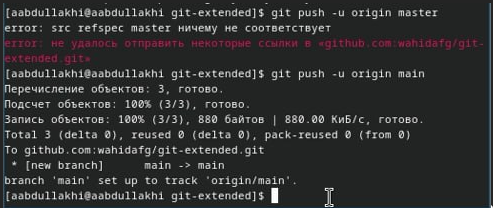 [aabdullakhi@aabdullakhi git-extended]$ git push -u origin master
error: src refspec master ничему не соответствует
error: не удалось отправить некоторые ссылки в «github.com:wahidafg/git-
extended.git»
[aabdullakhi@aabdullakhi git-extended]$ git push -u origin main
Перечисление объектов: 3, готово.
Подсчет объектов: 100% (3/3), готово.
Запись объектов: 100% (3/3), 880 байтов | 880.00 КиБ/с, готово.
Total 3 (delta 0), reused 0 (delta 0), pack-reused 0 (from 0)
To github.com:wahidafg/git-extended.git
 * [new branch]      main -> main
branch 'main' set up to track 'origin/main'.
[aabdullakhi@aabdullakhi git-extended]$